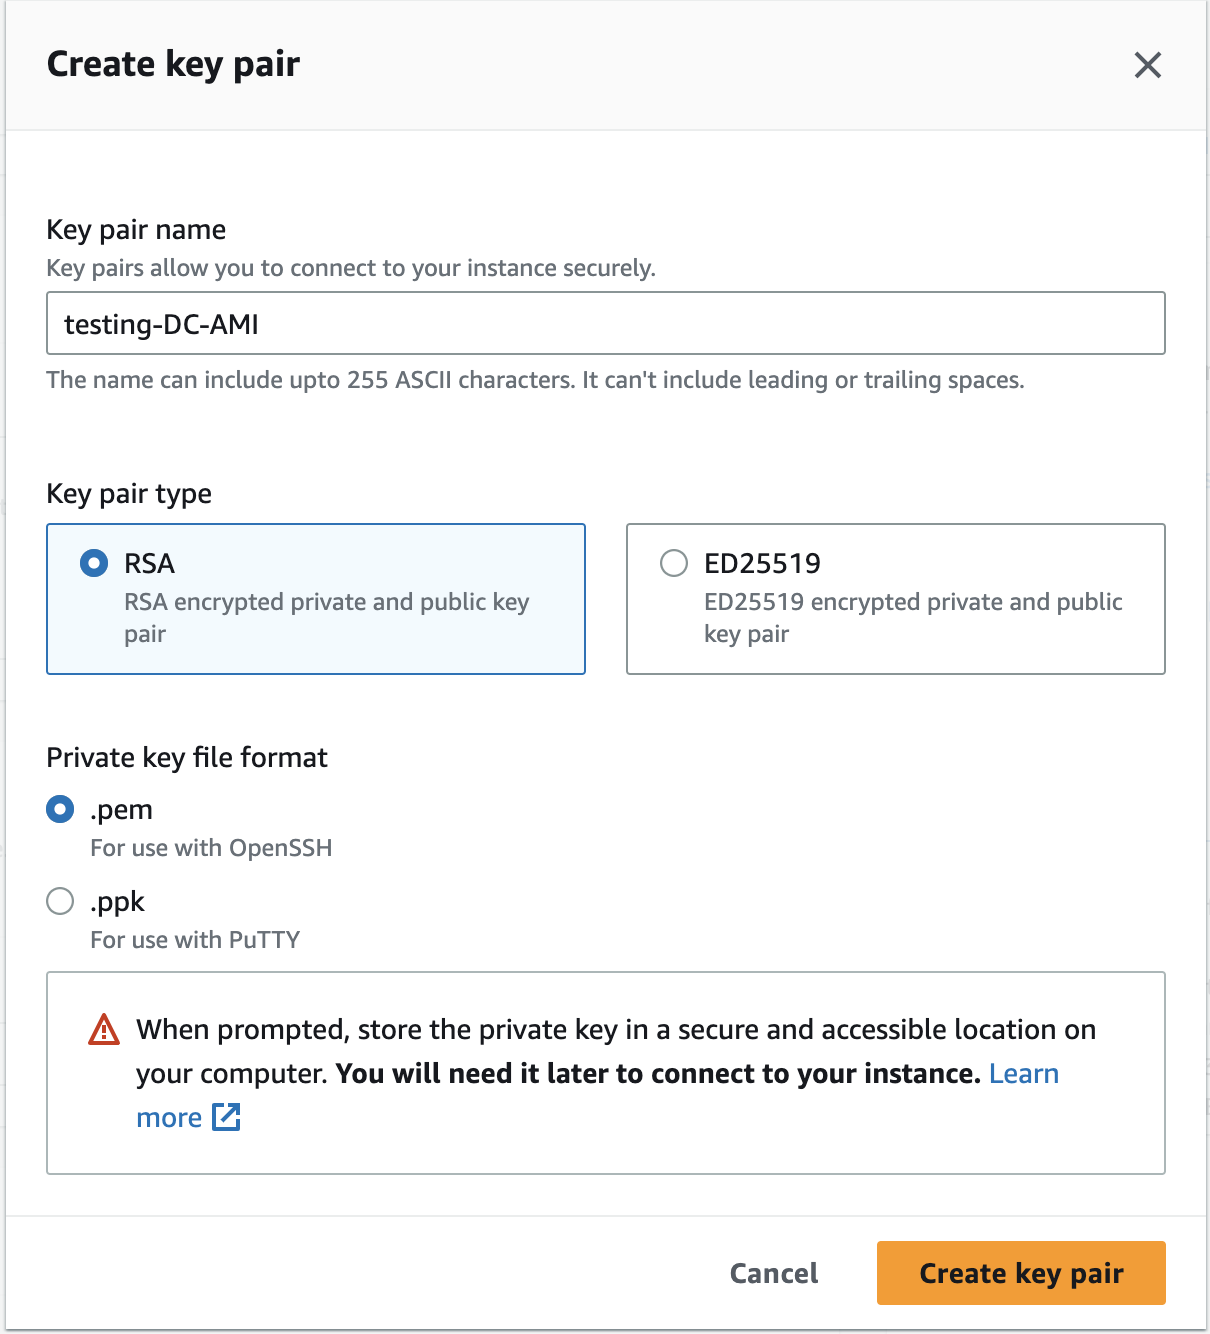 Create key pair
Key pair name
Key pairs allow you to connect to your instance securely.
testing-DC-AMI
The name can include upto 255 ASCII characters. It can't include leading or trailing spaces.
Key pair type
RSA
RSA encrypted private and public key
pair
ED25519
ED25519 encrypted private and public
key pair
Private key file format
.pem
For use with OpenSSH
.ppk
For use with PuTTY
When prompted, store the private key in a secure and accessible location on
your computer. You will need it later to connect to your instance. Learn
more
Cancel
Create key pair